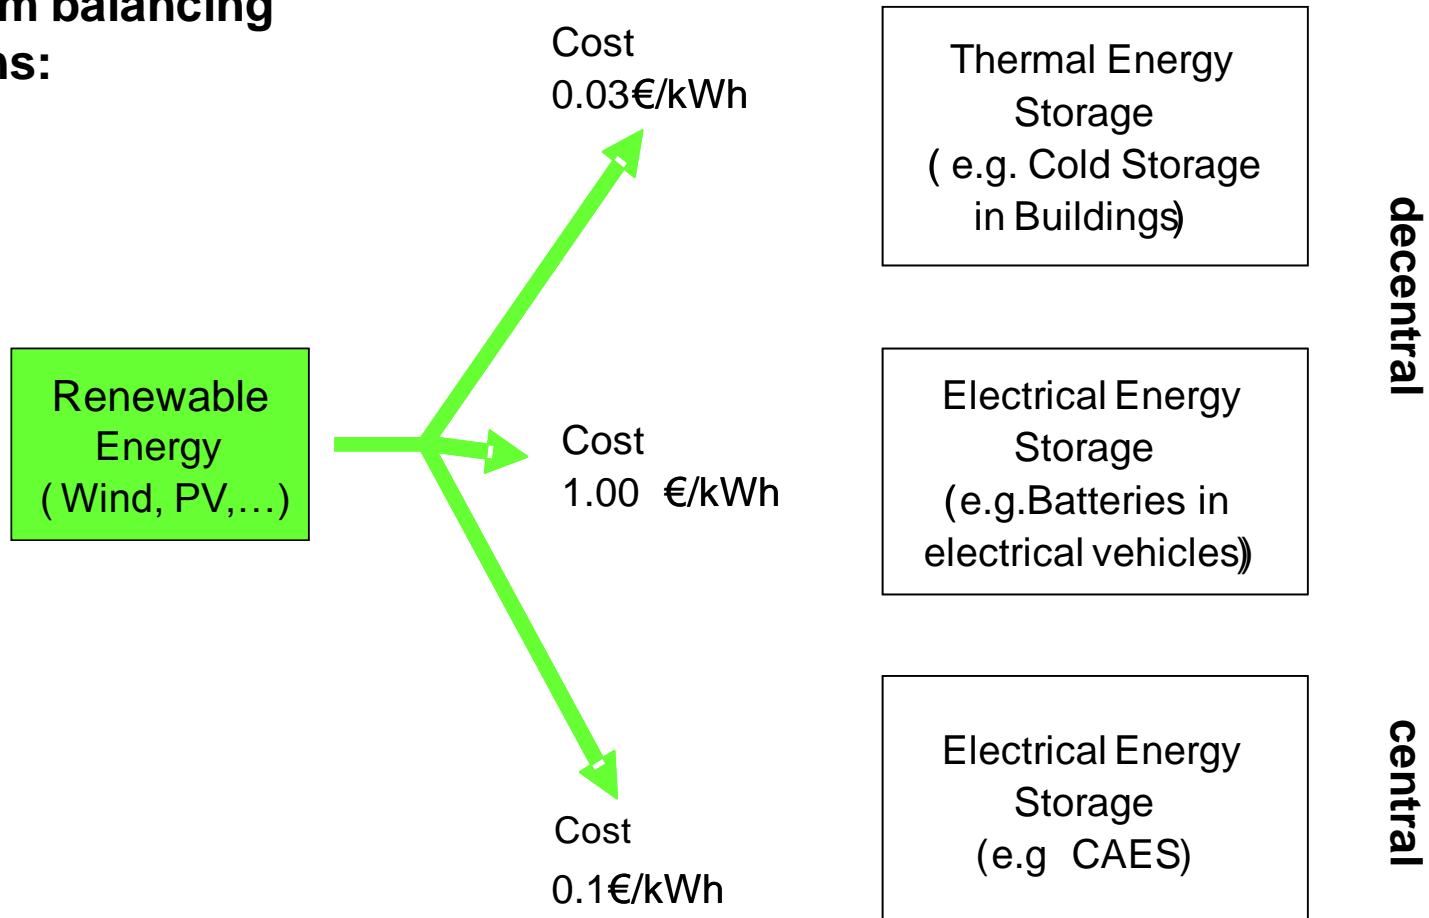 m balancing
ns:
Cost
0.03€/kWh
Thermal Energy
Storage
( e.g. Cold Storage
in Buildings)
decentral
Renewable
Energy
( Wind, PV,…)
Cost
1.00 €/kWh
Electrical Energy
Storage
(e.g.Batteries in
electrical vehicles))
Cost
0.1€/kWh
Electrical Energy
Storage
(e.g CAES)
central